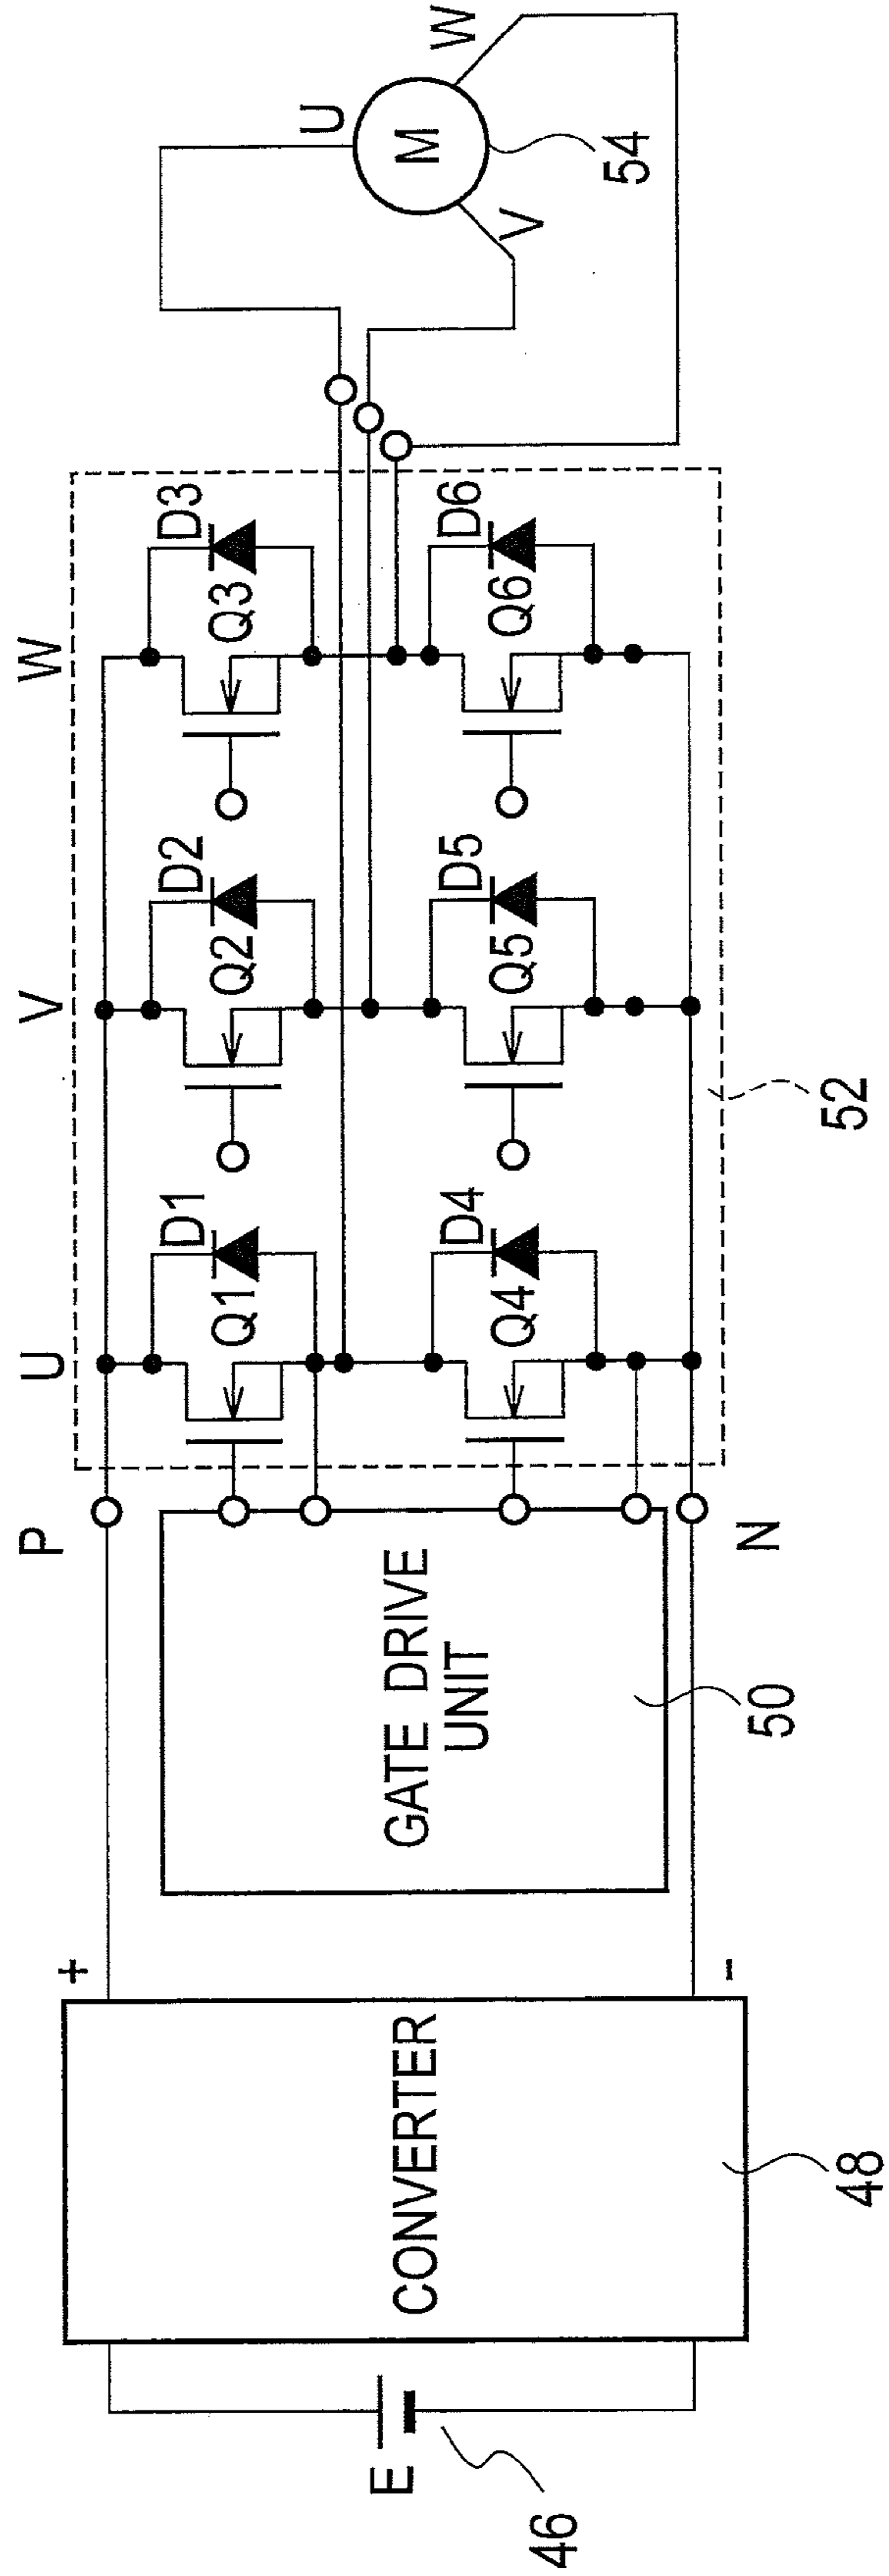 U V W
P
D1 D2 D3
Q1 Q2 Q3
+
E
CONVERTER
GATE DRIVE
UNIT
D4 D5 D6
Q4 Q5 Q6
U
M
V
W
-
N
46
48
50
52
54